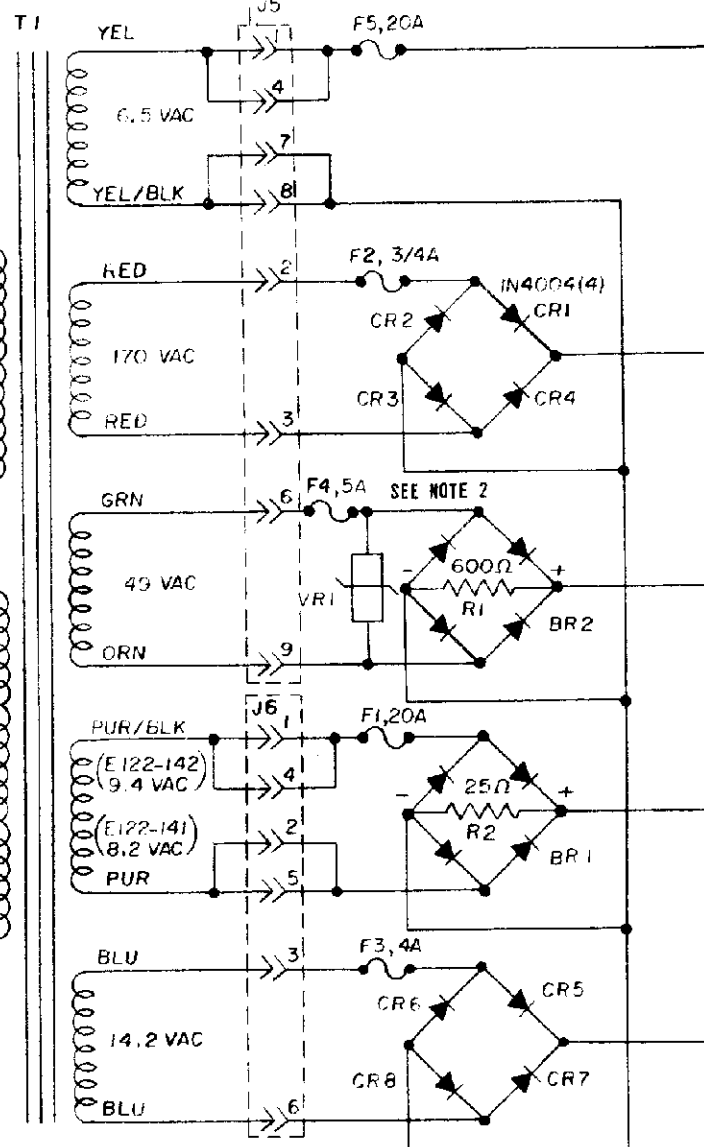 J5
T1
YEL
F5, 20A
4
6.5 VAC
7
YEL/BLK
8
RED
2
F2, 3/4A
1N4004(4)
CR2
CR1
170 VAC
CR3
CR4
RED
3
GRN
6
F4, 5A
SEE NOTE 2
49 VAC
-
600Ω
+
VR1
R1
BR2
ORN
9
J6
PUR/BLK
1
F1, 20A
(E122-142)
9.4 VAC
4
-
25Ω
+
(E122-141)
8.2 VAC
2
R2
BR1
PUR
5
BLU
3
F3, 4A
CR6
CR5
14.2 VAC
CR8
CR7
BLU
6